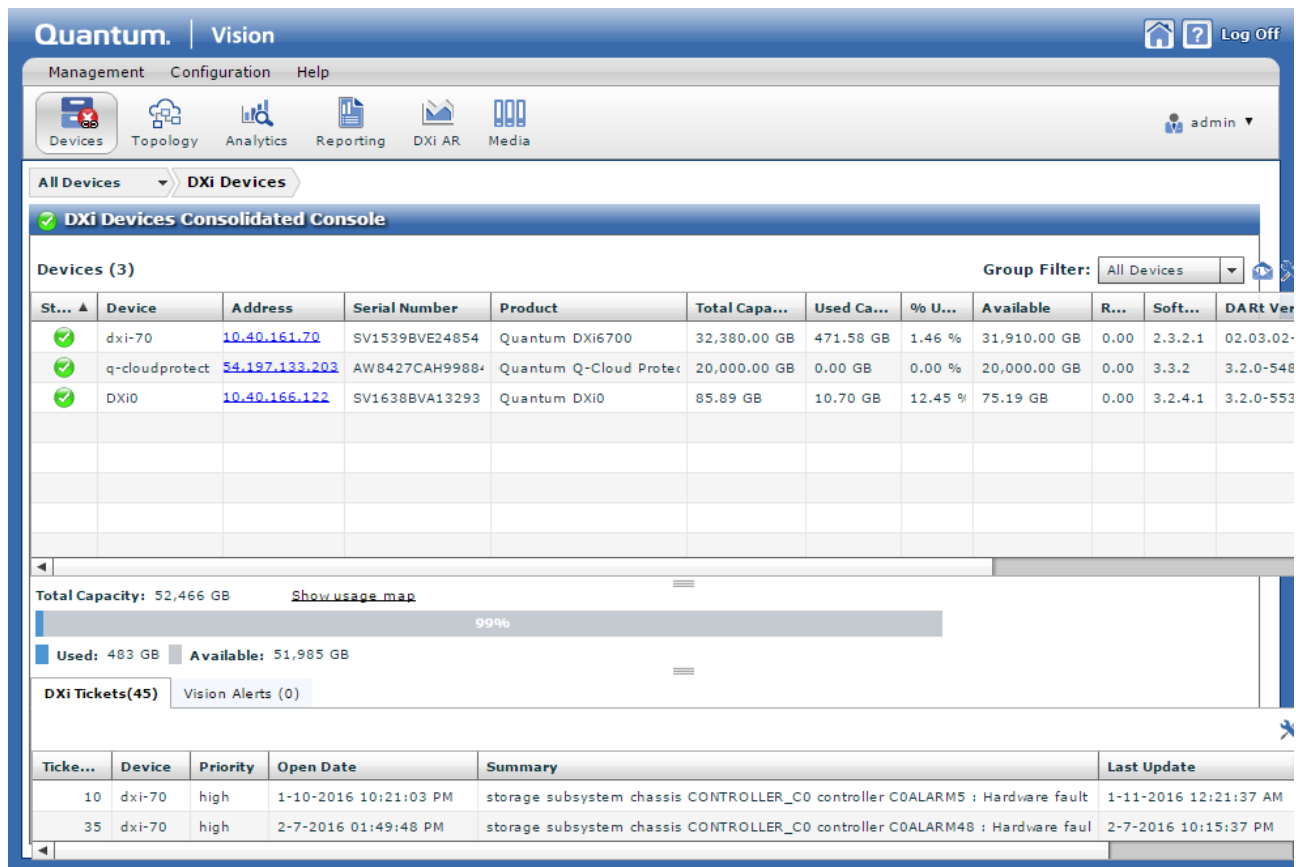 Quantum. Vision Log Off
Management Configuration Help
Devices Topology Analytics Reporting DXi AR Media admin
All Devices DXi Devices
DXi Devices Consolidated Console
Devices (3) Group Filter: All Devices
St... Device Address Serial Number Product Total Capa... Used Ca... % U... Available R... Soft... DARt Ver
dxi-70 10.40.161.70 SV1539BVE24854 Quantum DXi6700 32,380.00 GB 471.58 GB 1.46 % 31,910.00 GB 0.00 2.3.2.1 02.03.02-
q-cloudprotect 54.197.133.203 AW8427CAH9988 Quantum Q-Cloud Protec 20,000.00 GB 0.00 GB 0.00 % 20,000.00 GB 0.00 3.3.2 3.2.0-548
DXi0 10.40.166.122 SV1638BVA13293 Quantum DXi0 85.89 GB 10.70 GB 12.45 % 75.19 GB 0.00 3.2.4.1 3.2.0-553
Total Capacity: 52,466 GB Show usage map
99%
Used: 483 GB Available: 51,985 GB
DXi Tickets(45) Vision Alerts (0)
Ticke... Device Priority Open Date Summary Last Update
10 dxi-70 high 1-10-2016 10:21:03 PM storage subsystem chassis CONTROLLER_C0 controller C0ALARM5 : Hardware fault 1-11-2016 12:21:37 AM
35 dxi-70 high 2-7-2016 01:49:48 PM storage subsystem chassis CONTROLLER_C0 controller C0ALARM48 : Hardware faul 2-7-2016 10:15:37 PM